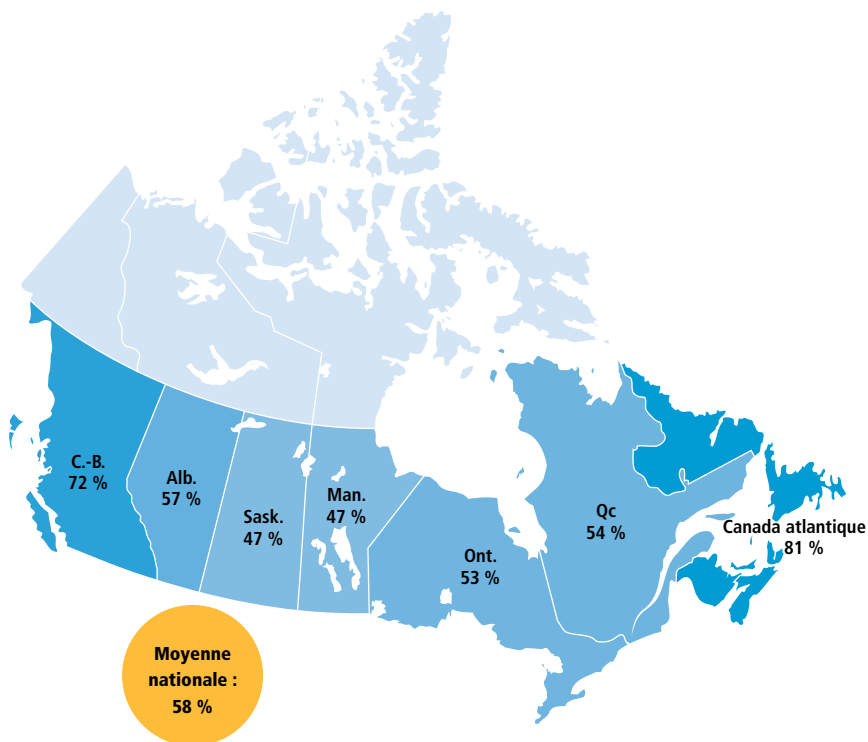 C.-B.
72 %
Alb.
57 %
Sask.
47 %
Man.
47 %
Ont.
53 %
Qc
54 %
Canada atlantique
81 %
Moyenne
nationale :
58 %